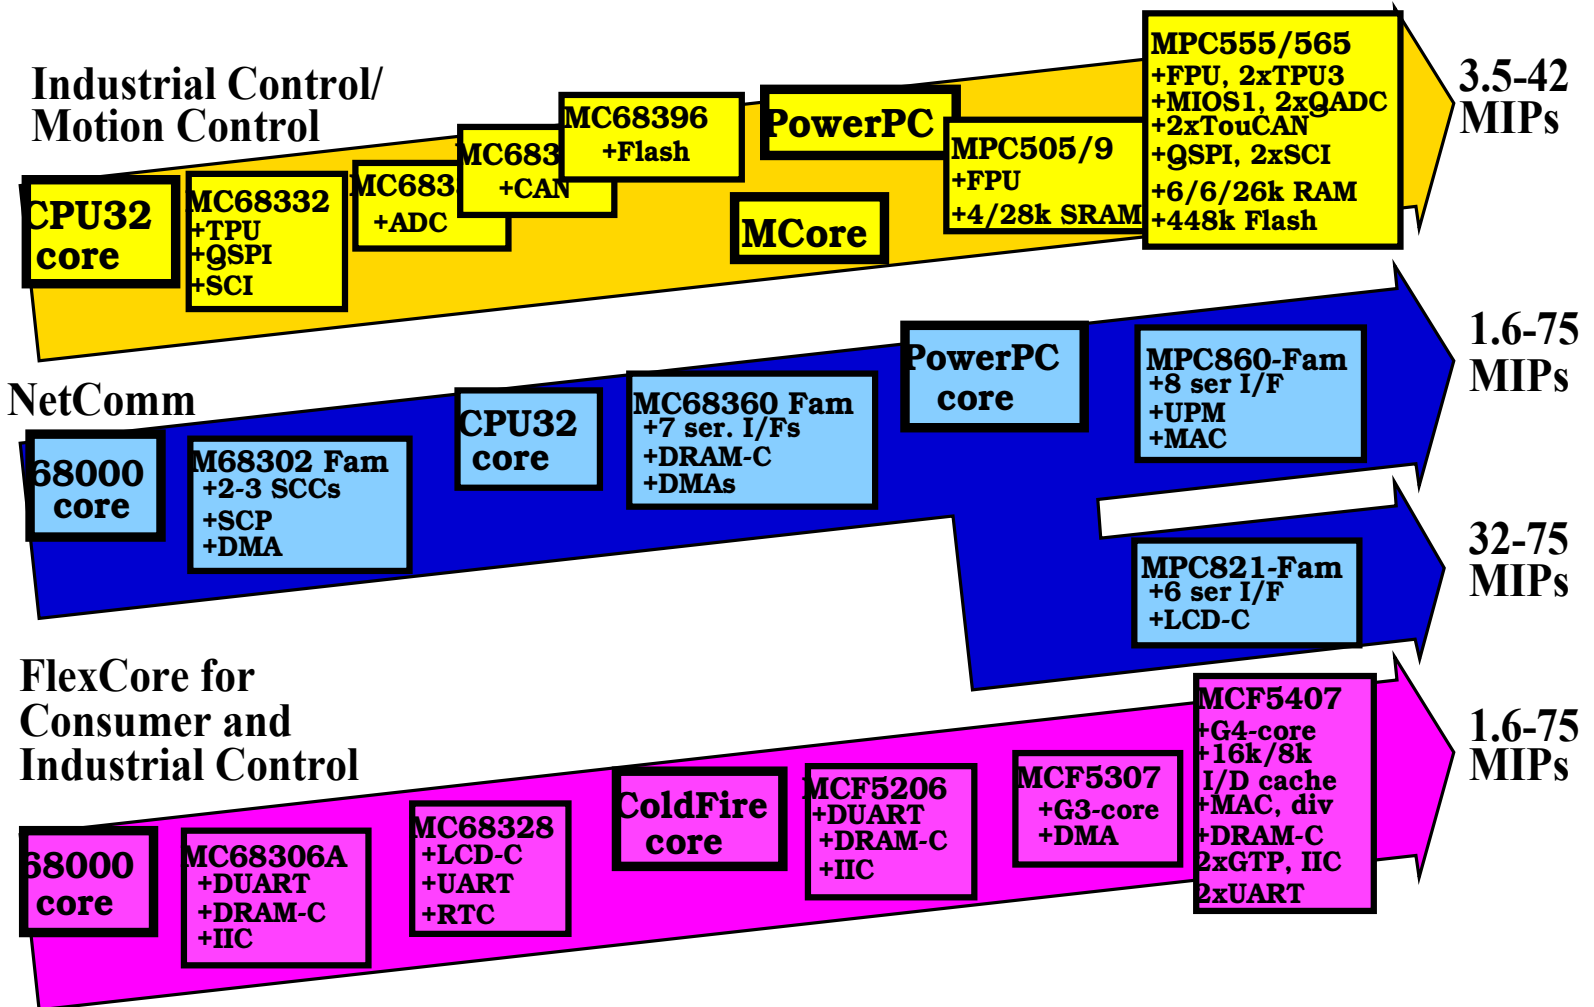 Industrial Control/
Motion Control
CPU32
core
MC68332
+TPU
+QSPI
+SCI
MC683
+ADC
MC683
+CAN
MC68396
+Flash
PowerPC
MCore
MPC505/9
+FPU
+4/28k SRAM
MPC555/565
+FPU, 2xTPU3
+MIOS1, 2xQADC
+2xTouCAN
+QSPI, 2xSCI
+6/6/26k RAM
+448k Flash
3.5-42
MIPs
NetComm
68000
core
M68302 Fam
+2-3 SCCs
+SCP
+DMA
CPU32
core
MC68360 Fam
+7 ser. I/Fs
+DRAM-C
+DMAs
PowerPC
core
MPC860-Fam
+8 ser I/F
+UPM
+MAC
1.6-75
MIPs
MPC821-Fam
+6 ser I/F
+LCD-C
32-75
MIPs
FlexCore for
Consumer and
Industrial Control
68000
core
MC68306A
+DUART
+DRAM-C
+IIC
MC68328
+LCD-C
+UART
+RTC
ColdFire
core
MCF5206
+DUART
+DRAM-C
+IIC
MCF5307
+G3-core
+DMA
MCF5407
+G4-core
+16k/8k
I/D cache
+MAC, div
+DRAM-C
2xGTP, IIC
2xUART
1.6-75
MIPs